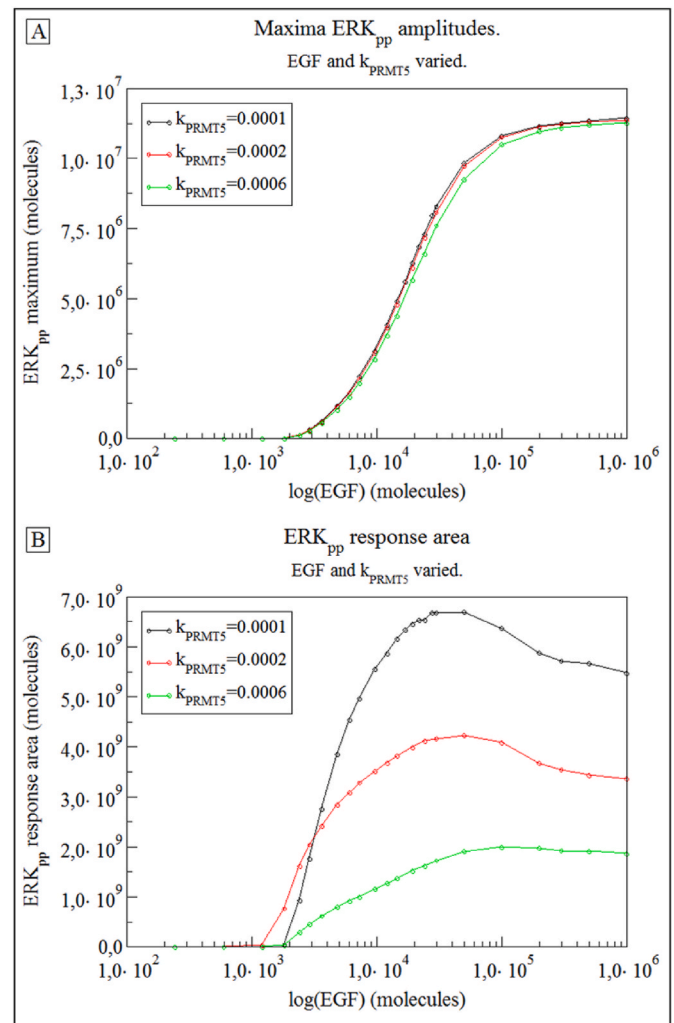 A
Maxima ERKpp amplitudes.
EGF and kPRMT5 varied.
1,3 · 10^7
1,0 · 10^7
7,5 · 10^6
5,0 · 10^6
2,5 · 10^6
0,0
ERKpp maximum (molecules)
kPRMT5=0.0001
kPRMT5=0.0002
kPRMT5=0.0006
1,0 · 10^2
1,0 · 10^3
1,0 · 10^4
1,0 · 10^5
1,0 · 10^6
log(EGF) (molecules)
B
ERKpp response area
EGF and kPRMT5 varied.
7,0 · 10^9
6,0 · 10^9
5,0 · 10^9
4,0 · 10^9
3,0 · 10^9
2,0 · 10^9
1,0 · 10^9
0,0
ERKpp response area (molecules)
kPRMT5=0.0001
kPRMT5=0.0002
kPRMT5=0.0006
1,0 · 10^2
1,0 · 10^3
1,0 · 10^4
1,0 · 10^5
1,0 · 10^6
log(EGF) (molecules)